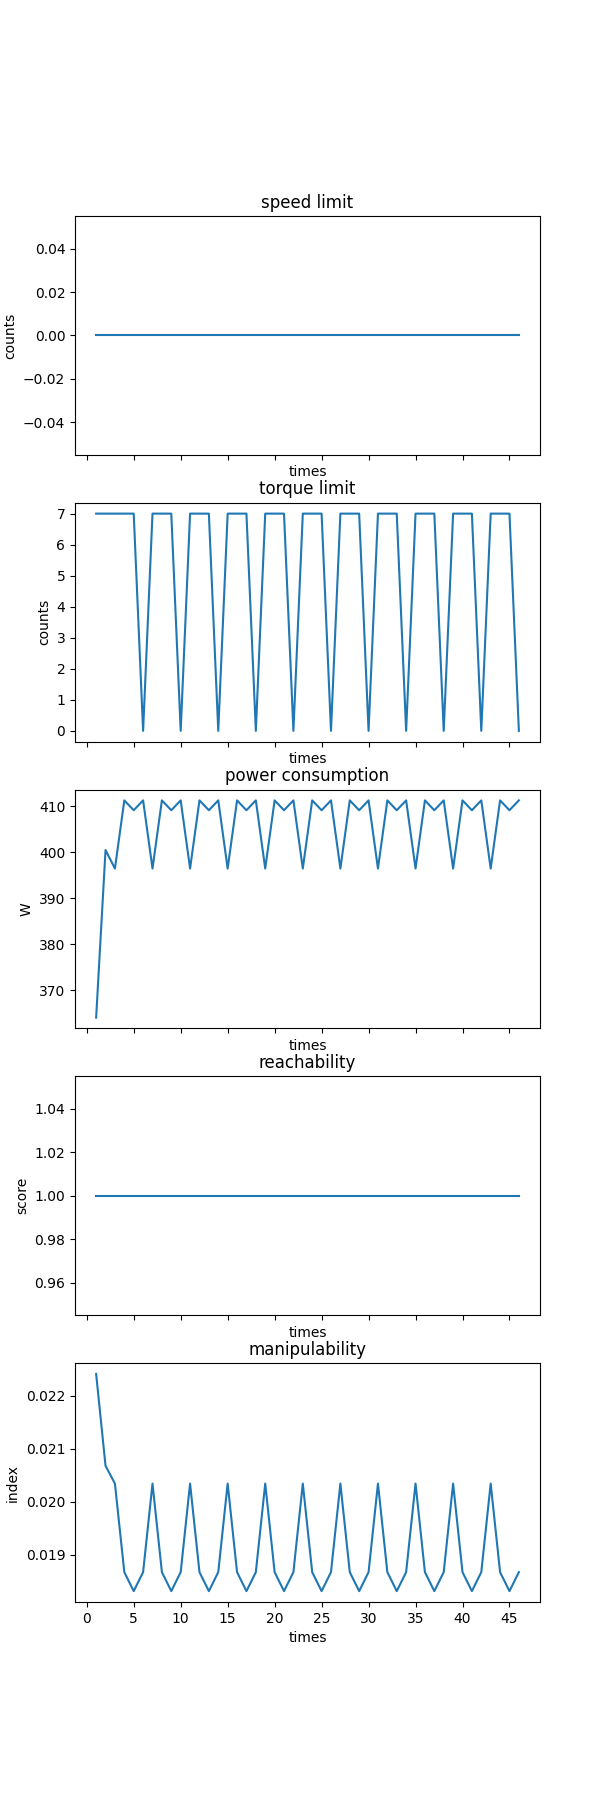 speed limit
0.04
0.02
0.00
−0.02
−0.04
counts
times
torque limit
7
6
5
4
3
2
1
0
counts
times
power consumption
410
400
390
380
370
W
times
reachability
1.04
1.02
1.00
0.98
0.96
score
times
manipulability
0.022
0.021
0.020
0.019
index
0 5 10 15 20 25 30 35 40 45
times